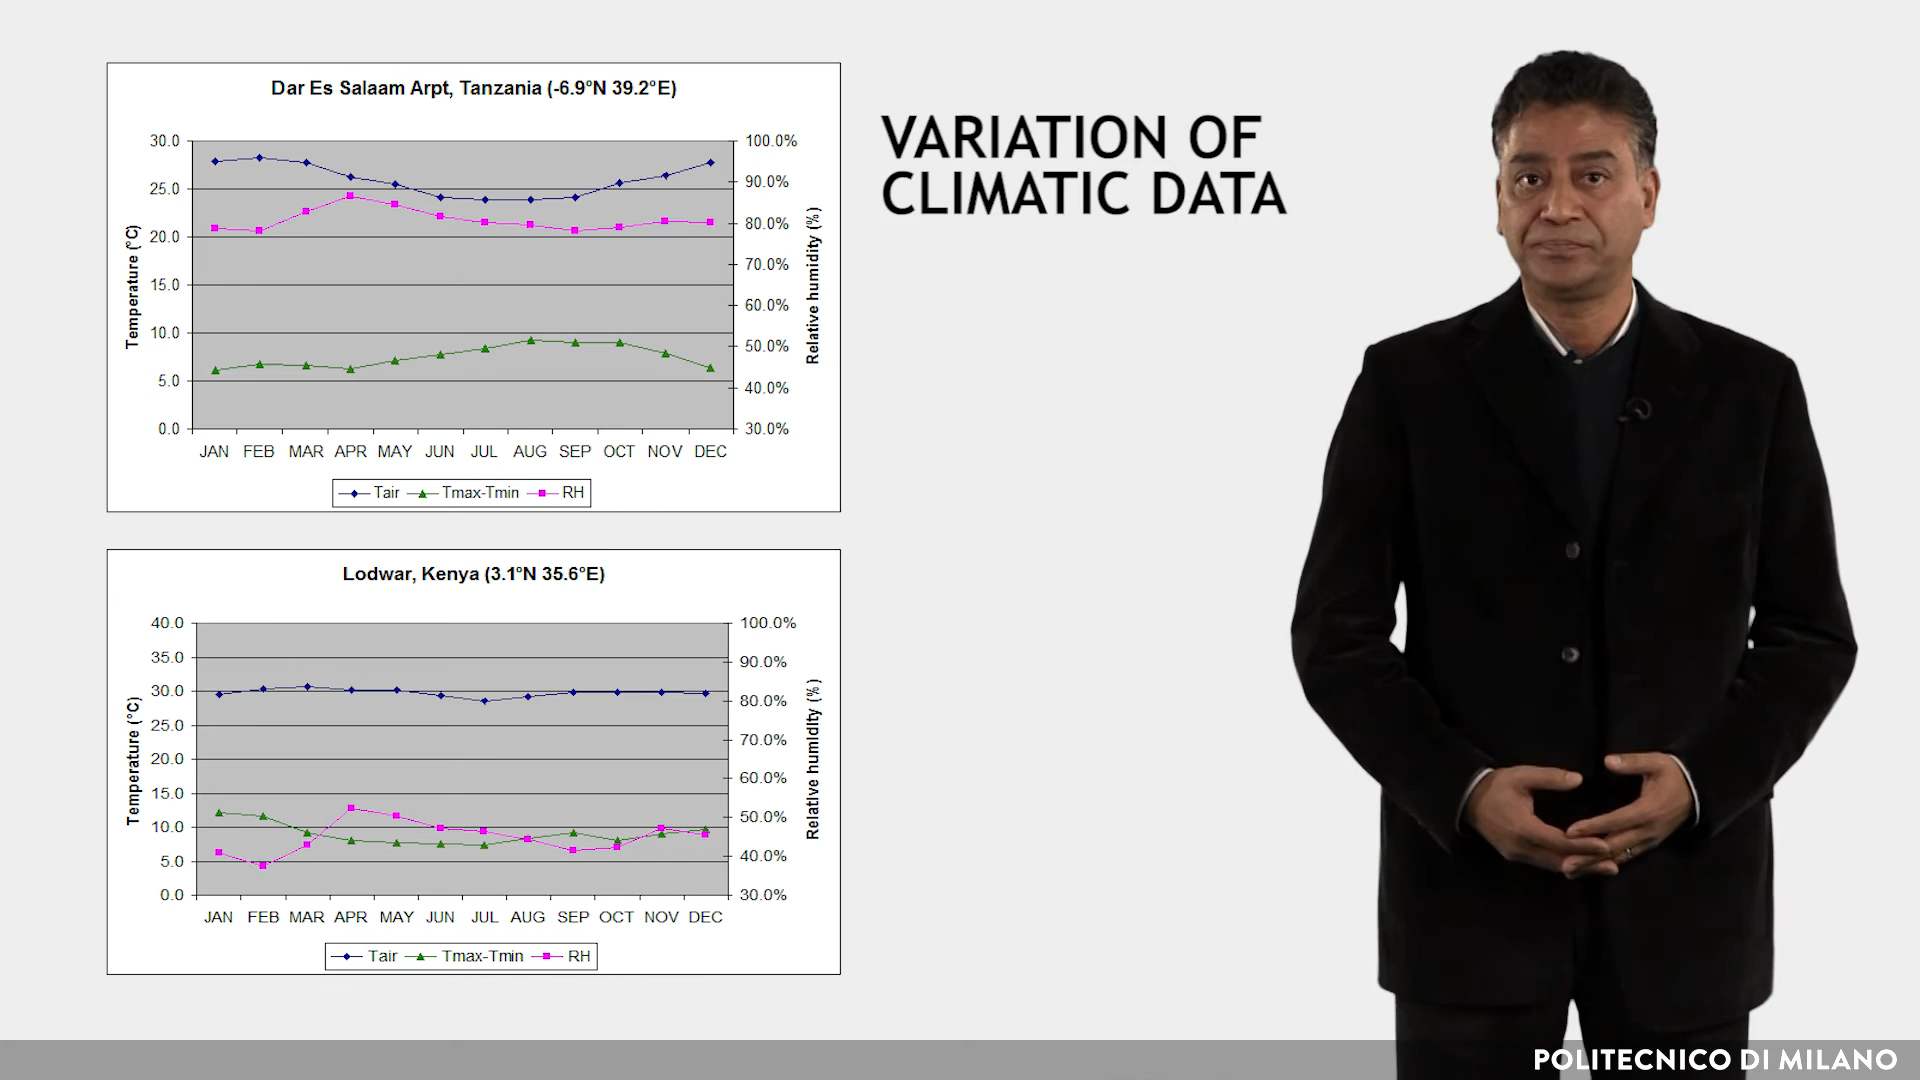 Dar Es Salaam Arpt, Tanzania (-6.9°N 39.2°E)
30.0
25.0
20.0
15.0
10.0
5.0
0.0
Temperature (°C)
100.0%
90.0%
80.0%
70.0%
60.0%
50.0%
40.0%
30.0%
Relative humidity (%)
JAN FEB MAR APR MAY JUN JUL AUG SEP OCT NOV DEC
Tair Tmax-Tmin RH
VARIATION OF
CLIMATIC DATA
Lodwar, Kenya (3.1°N 35.6°E)
40.0
35.0
30.0
25.0
20.0
15.0
10.0
5.0
0.0
Temperature (°C)
100.0%
90.0%
80.0%
70.0%
60.0%
50.0%
40.0%
30.0%
Relative humidity (%)
JAN FEB MAR APR MAY JUN JUL AUG SEP OCT NOV DEC
Tair Tmax-Tmin RH
POLITECNICO DI MILANO